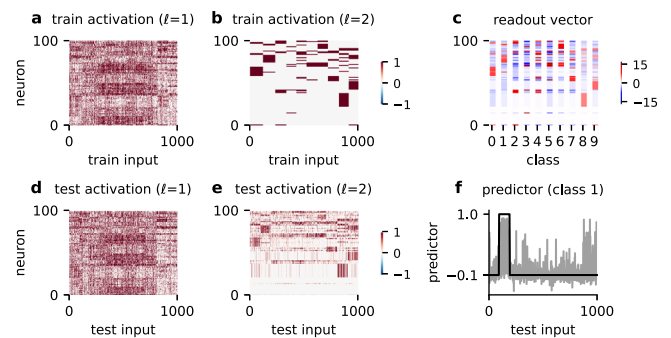 a train activation (ℓ=1)
100
neuron
0
0 1000
train input
b train activation (ℓ=2)
100
0
0 1000
train input
1
0
−1
c readout vector
100
0
0 1 2 3 4 5 6 7 8 9
class
15
0
−15
d test activation (ℓ=1)
100
neuron
0
0 1000
test input
e test activation (ℓ=2)
100
0
0 1000
test input
1
0
−1
f predictor (class 1)
1.0
predictor
−0.1
0 1000
test input